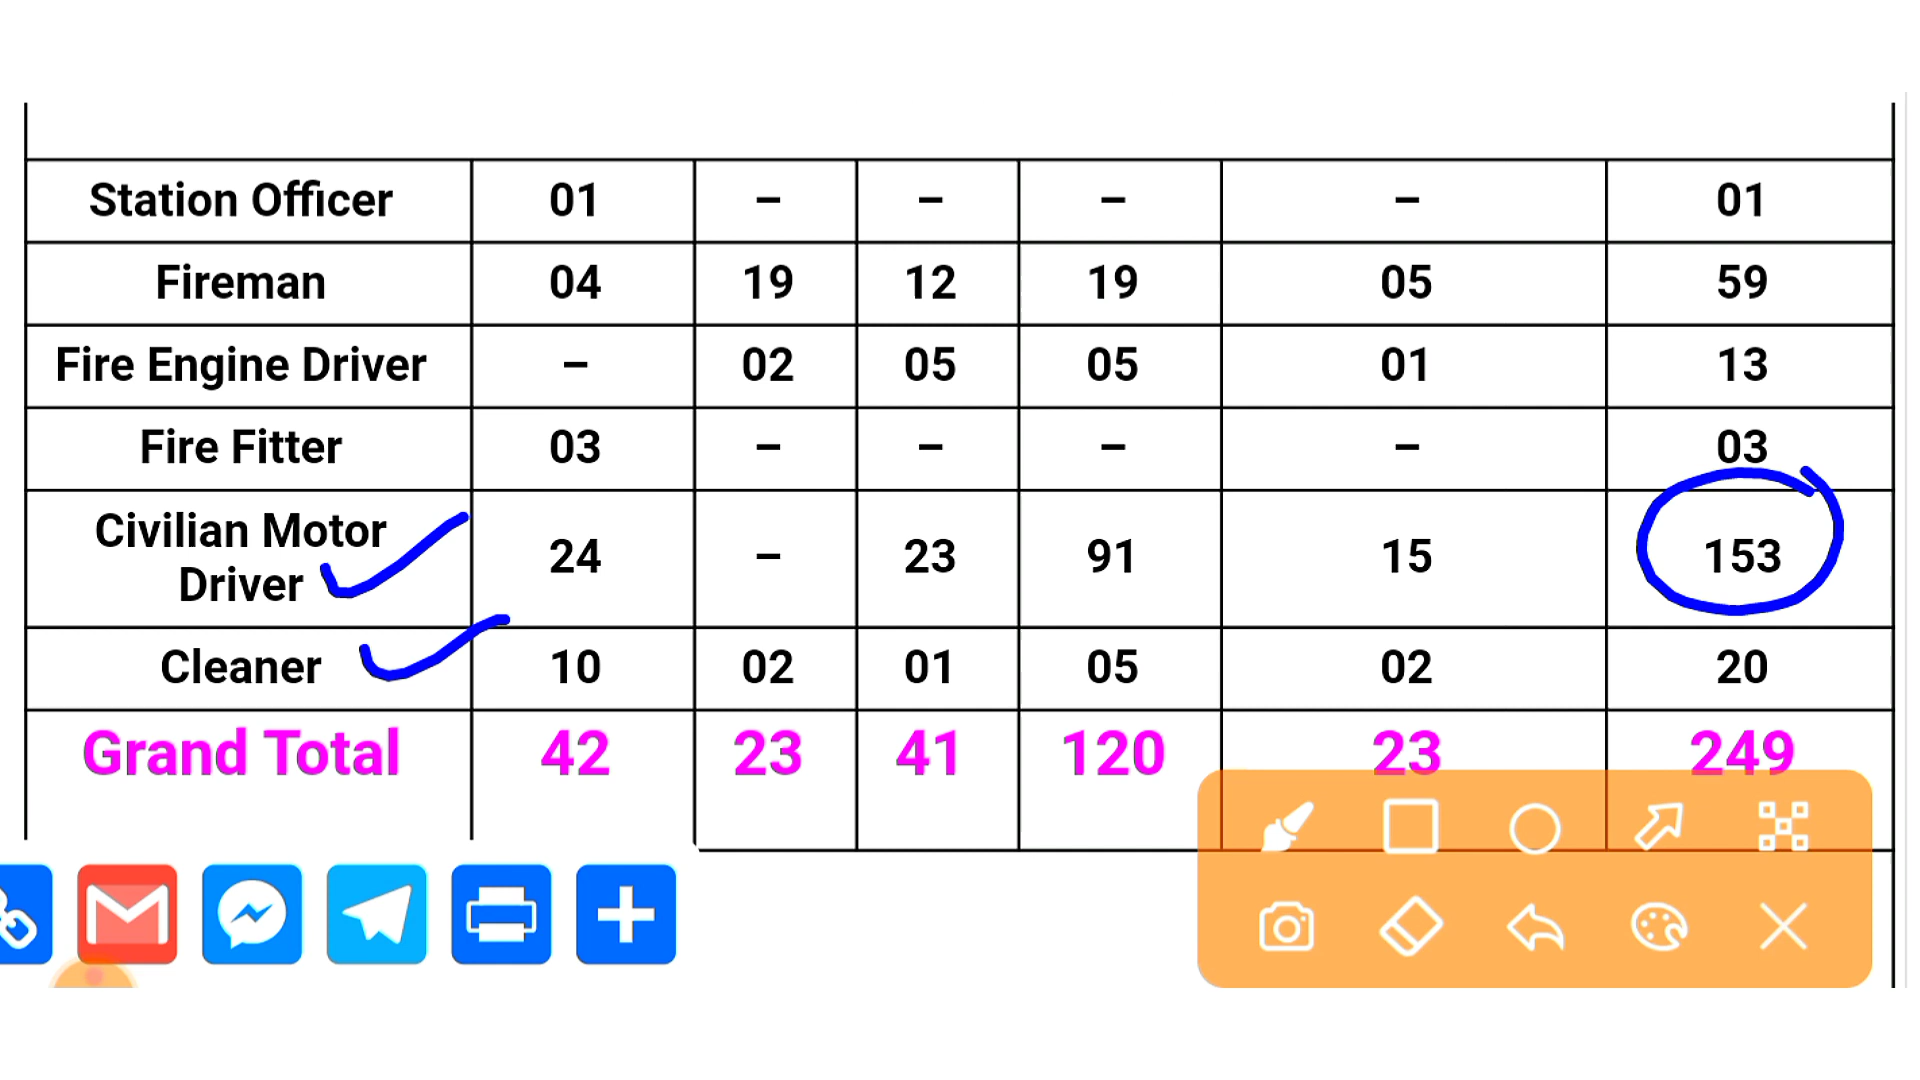 Station Officer 01 – – – – 01
Fireman 04 19 12 19 05 59
Fire Engine Driver – 02 05 05 01 13
Fire Fitter 03 – – – – 03
Civilian Motor
Driver 24 – 23 91 15 153
Cleaner 10 02 01 05 02 20
Grand Total 42 23 41 120 23 249